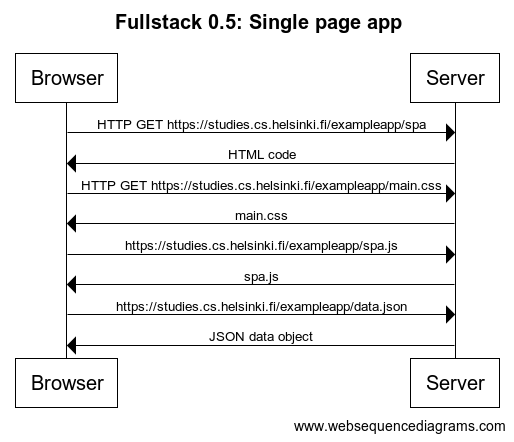 Fullstack 0.5: Single page app
Browser Server
HTTP GET https://studies.cs.helsinki.fi/exampleapp/spa
HTML code
HTTP GET https://studies.cs.helsinki.fi/exampleapp/main.css
main.css
https://studies.cs.helsinki.fi/exampleapp/spa.js
spa.js
https://studies.cs.helsinki.fi/exampleapp/data.json
JSON data object
Browser Server
www.websequencediagrams.com